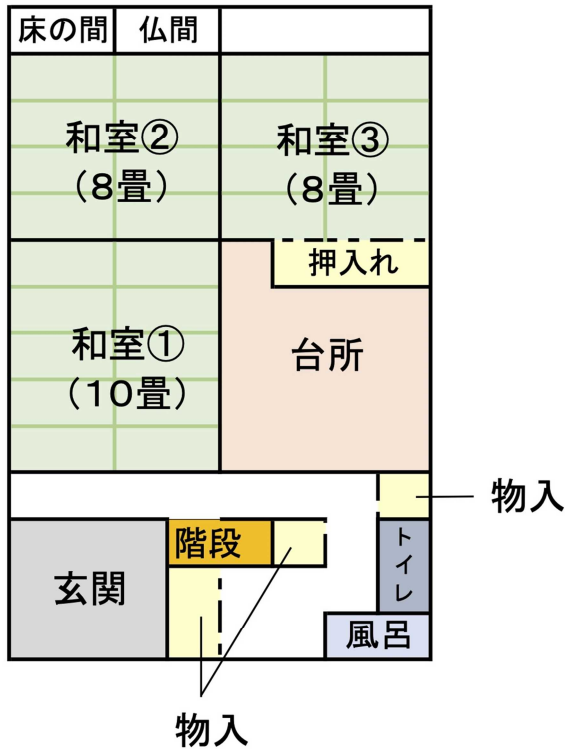 床の間
仏間
和室②
（8畳）
和室③
（8畳）
押入れ
和室①
（10畳）
台所
物入
階段
トイレ
玄関
風呂
物入